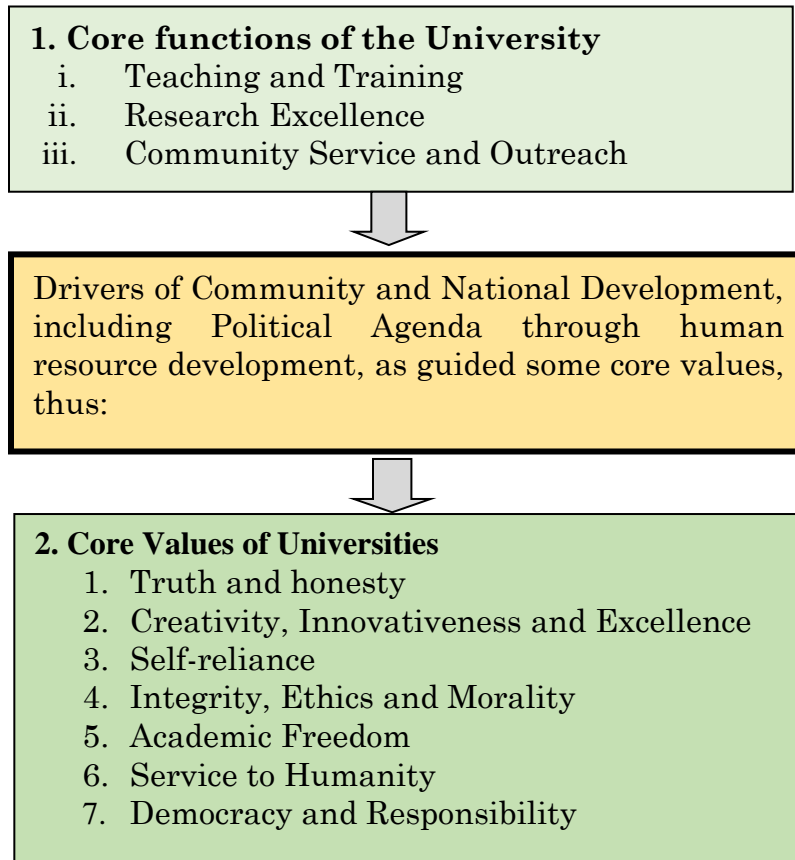 1. Core functions of the University
i. Teaching and Training
ii. Research Excellence
iii. Community Service and Outreach
Drivers of Community and National Development,
including Political Agenda through human
resource development, as guided some core values,
thus:
2. Core Values of Universities
1. Truth and honesty
2. Creativity, Innovativeness and Excellence
3. Self-reliance
4. Integrity, Ethics and Morality
5. Academic Freedom
6. Service to Humanity
7. Democracy and Responsibility